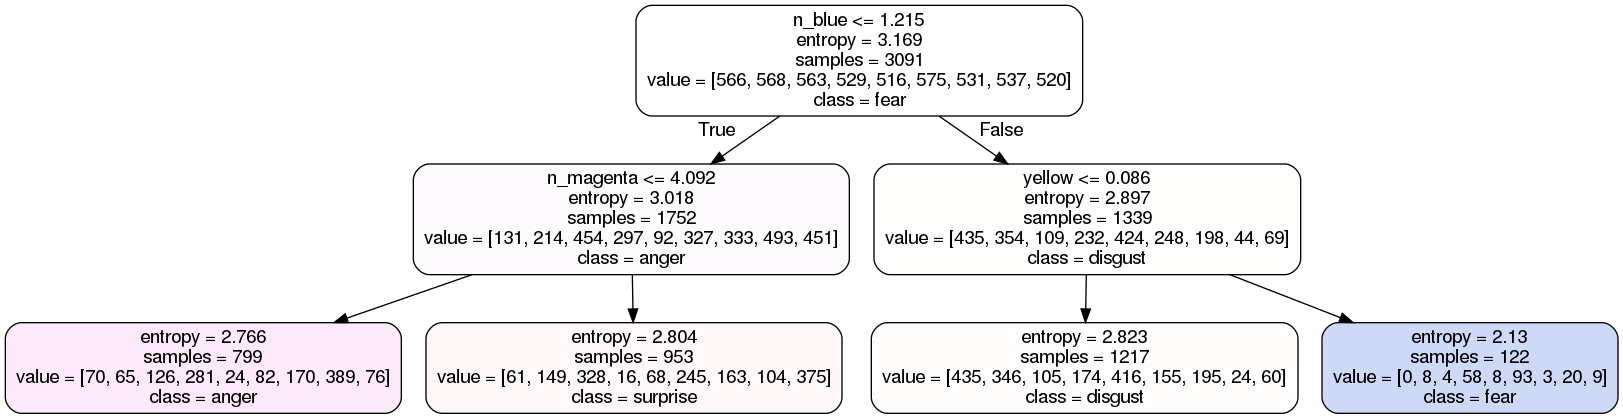 n_blue <= 1.215
entropy = 3.169
samples = 3091
value = [566, 568, 563, 529, 516, 575, 531, 537, 520]
class = fear
True
False
n_magenta <= 4.092
entropy = 3.018
samples = 1752
value = [131, 214, 454, 297, 92, 327, 333, 493, 451]
class = anger
yellow <= 0.086
entropy = 2.897
samples = 1339
value = [435, 354, 109, 232, 424, 248, 198, 44, 69]
class = disgust
entropy = 2.766
samples = 799
value = [70, 65, 126, 281, 24, 82, 170, 389, 76]
class = anger
entropy = 2.804
samples = 953
value = [61, 149, 328, 16, 68, 245, 163, 104, 375]
class = surprise
entropy = 2.823
samples = 1217
value = [435, 346, 105, 174, 416, 155, 195, 24, 60]
class = disgust
entropy = 2.13
samples = 122
value = [0, 8, 4, 58, 8, 93, 3, 20, 9]
class = fear